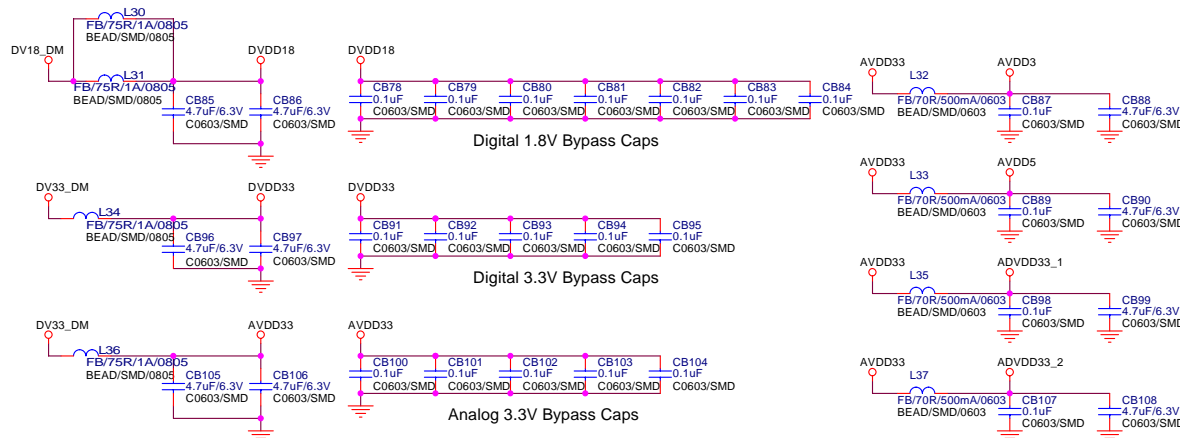 L30
FB/75R/1A/0805
BEAD/SMD/0805
DV18_DM
L31
FB/75R/1A/0805
BEAD/SMD/0805
DVDD18
CB85
4.7uF/6.3V
C0603/SMD
CB86
4.7uF/6.3V
C0603/SMD
DVDD18
CB78
0.1uF
C0603/SMD
CB79
0.1uF
C0603/SMD
CB80
0.1uF
C0603/SMD
CB81
0.1uF
C0603/SMD
CB82
0.1uF
C0603/SMD
CB83
0.1uF
C0603/SMD
CB84
0.1uF
C0603/SMD
Digital 1.8V Bypass Caps
AVDD33
L32
FB/70R/500mA/0603
BEAD/SMD/0603
AVDD3
CB87
0.1uF
C0603/SMD
CB88
4.7uF/6.3V
C0603/SMD
AVDD33
L33
FB/70R/500mA/0603
BEAD/SMD/0603
AVDD5
CB89
0.1uF
C0603/SMD
CB90
4.7uF/6.3V
C0603/SMD
DV33_DM
L34
FB/75R/1A/0805
BEAD/SMD/0805
DVDD33
CB96
4.7uF/6.3V
C0603/SMD
CB97
4.7uF/6.3V
C0603/SMD
DVDD33
CB91
0.1uF
C0603/SMD
CB92
0.1uF
C0603/SMD
CB93
0.1uF
C0603/SMD
CB94
0.1uF
C0603/SMD
CB95
0.1uF
C0603/SMD
Digital 3.3V Bypass Caps
AVDD33
L35
FB/70R/500mA/0603
BEAD/SMD/0603
ADVDD33_1
CB98
0.1uF
C0603/SMD
CB99
4.7uF/6.3V
C0603/SMD
DV33_DM
L36
FB/75R/1A/0805
BEAD/SMD/0805
AVDD33
CB105
4.7uF/6.3V
C0603/SMD
CB106
4.7uF/6.3V
C0603/SMD
AVDD33
CB100
0.1uF
C0603/SMD
CB101
0.1uF
C0603/SMD
CB102
0.1uF
C0603/SMD
CB103
0.1uF
C0603/SMD
CB104
0.1uF
C0603/SMD
Analog 3.3V Bypass Caps
AVDD33
L37
FB/70R/500mA/0603
BEAD/SMD/0603
ADVDD33_2
CB107
0.1uF
C0603/SMD
CB108
4.7uF/6.3V
C0603/SMD